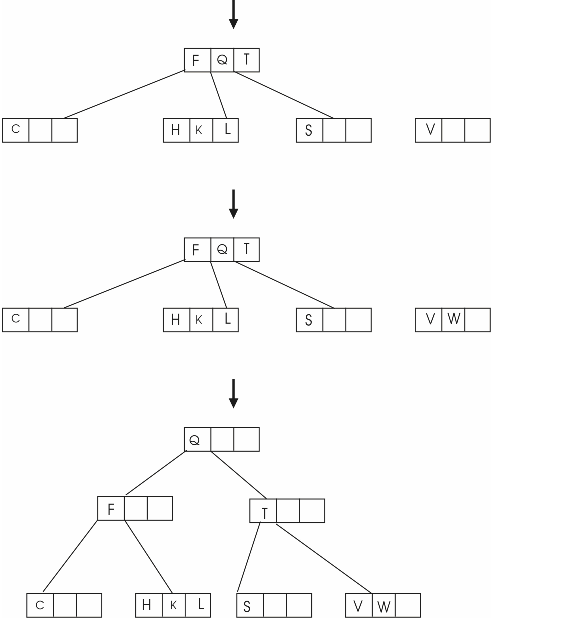 F Q T
C H K L S V
F Q T
C H K L S V W
Q
F T
C H K L S V W